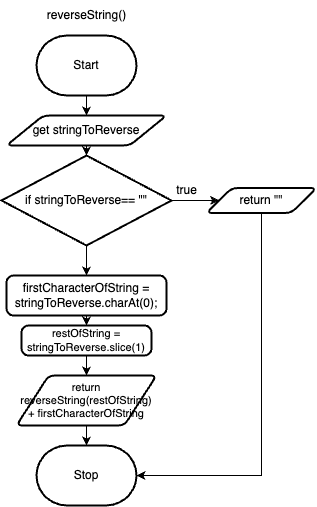 reverseString()
Start
get stringToReverse
if stringToReverse== ""
true
return ""
firstCharacterOfString =
stringToReverse.charAt(0);
restOfString =
stringToReverse.slice(1)
return
reverseString(restOfString)
+ firstCharacterOfString
Stop